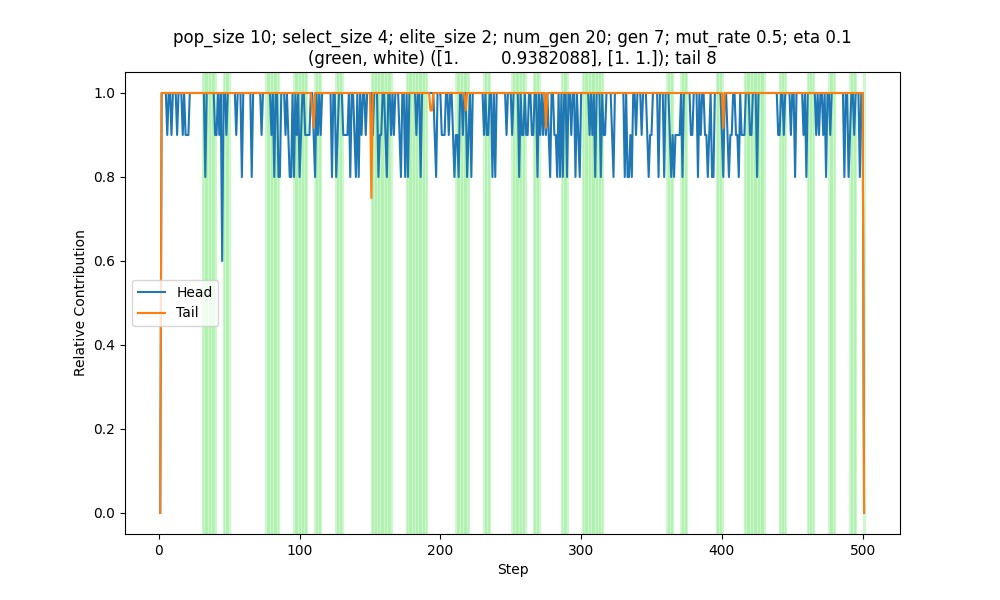 pop_size 10; select_size 4; elite_size 2; num_gen 20; gen 7; mut_rate 0.5; eta 0.1
(green, white) ([1.        0.9382088], [1. 1.]); tail 8
1.0
0.8
0.6
0.4
0.2
0.0
Relative Contribution
Head
Tail
0
100
200
300
400
500
Step